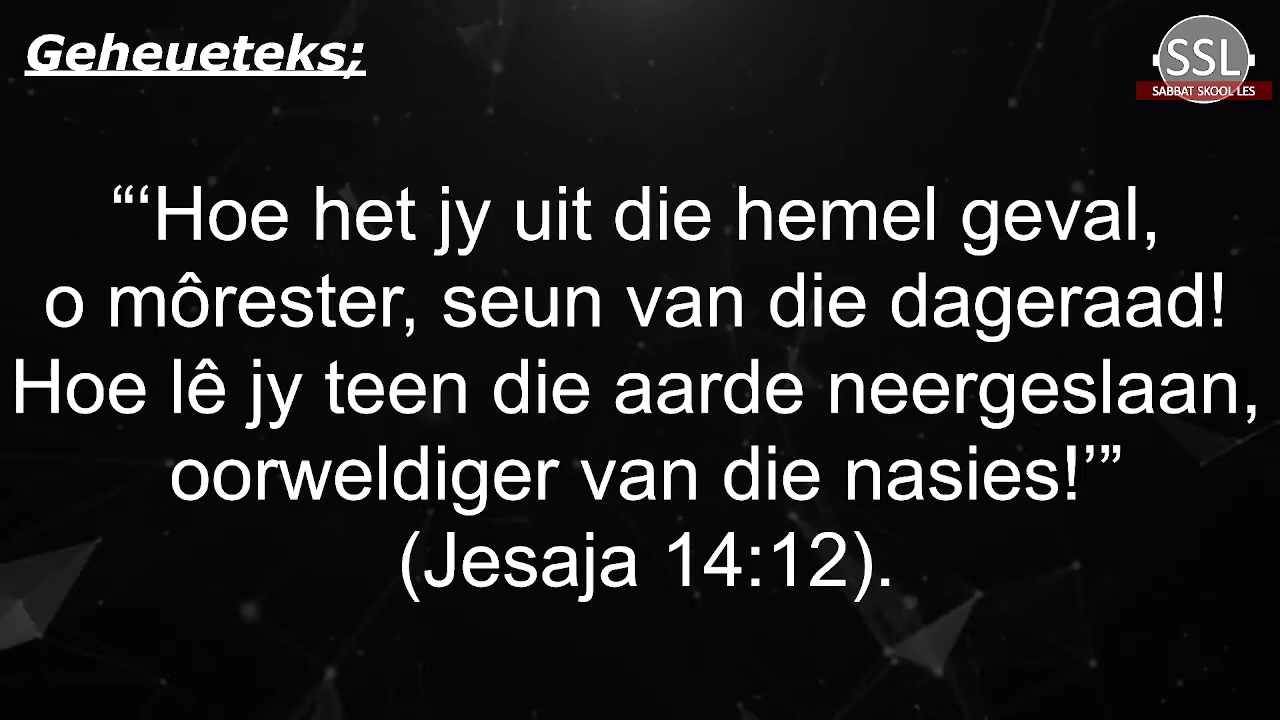 Geheueteks;
SSL
SABBAT SKOOL LES
“‘Hoe het jy uit die hemel geval,
o môrester, seun van die dageraad!
Hoe lê jy teen die aarde neergeslaan,
oorweldiger van die nasies!’”
(Jesaja 14:12).